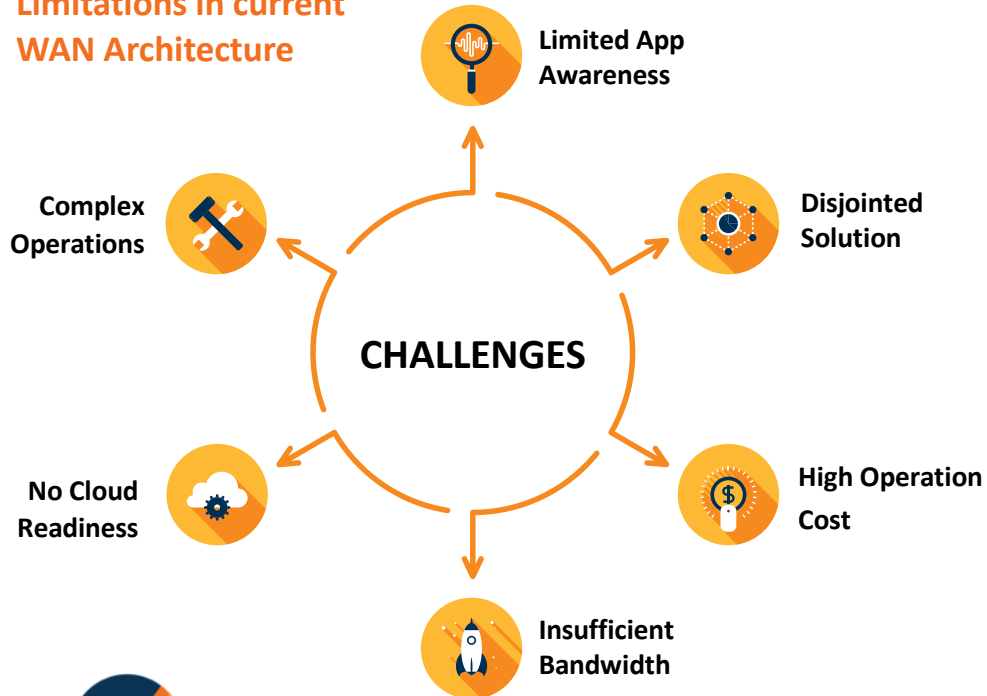 Limitations in current
WAN Architecture
Limited App
Awareness
Disjointed
Solution
High Operation
Cost
Insufficient
Bandwidth
No Cloud
Readiness
Complex
Operations
CHALLENGES